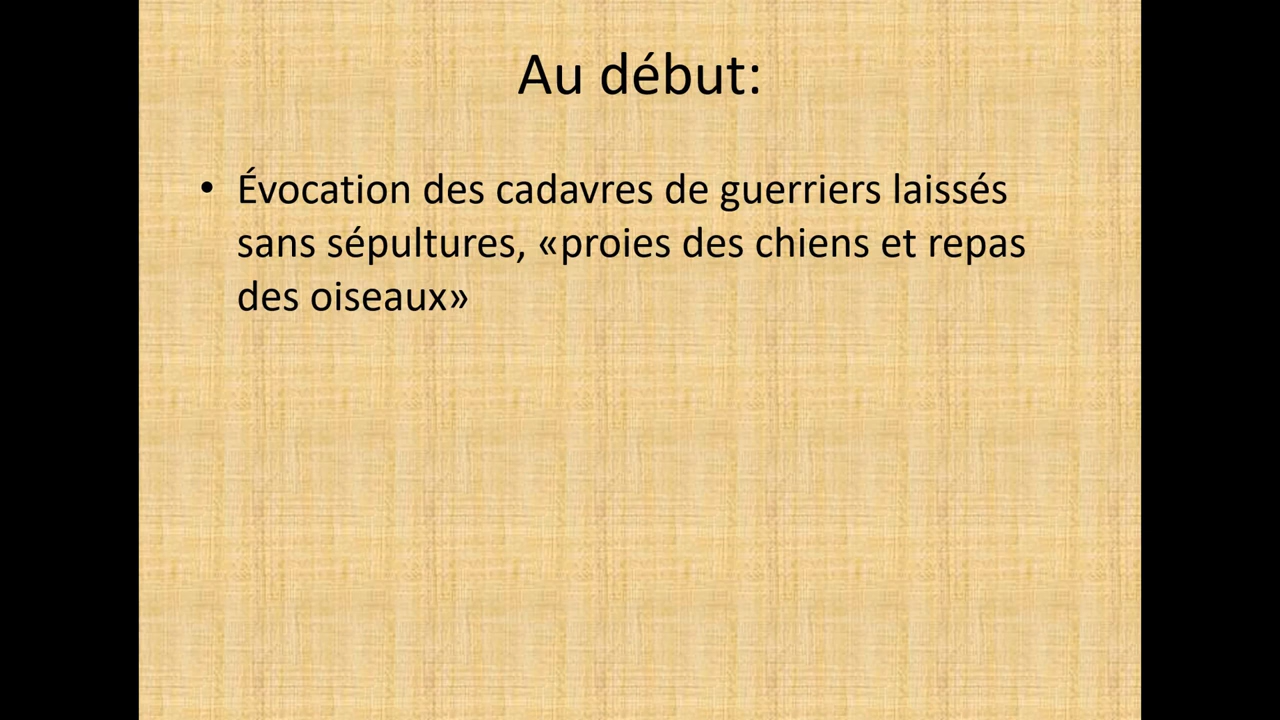 Au début:
• Évocation des cadavres de guerriers laissés
sans sépultures, «proies des chiens et repas
des oiseaux»